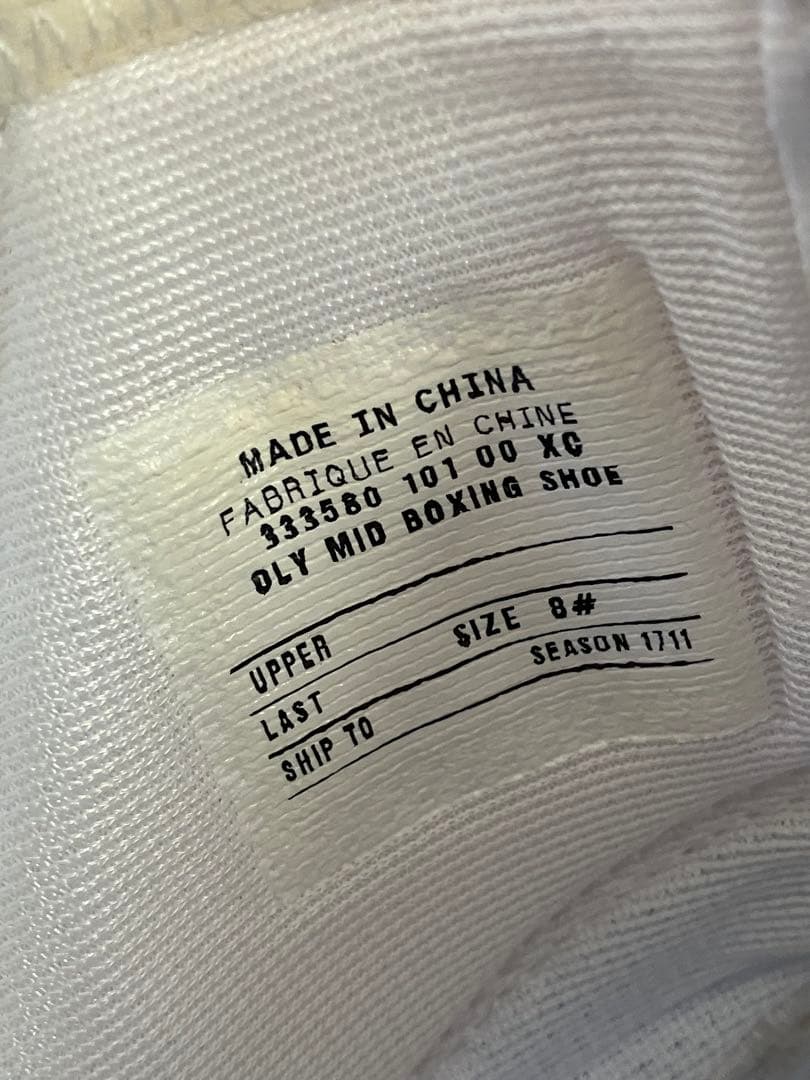 MADE IN CHINA
FABRIQUE EN CHINE
333580 101 00 XC
OLY MID BOXING SHOE
UPPER SIZE 8#
LAST SEASON 1711
SHIP TO